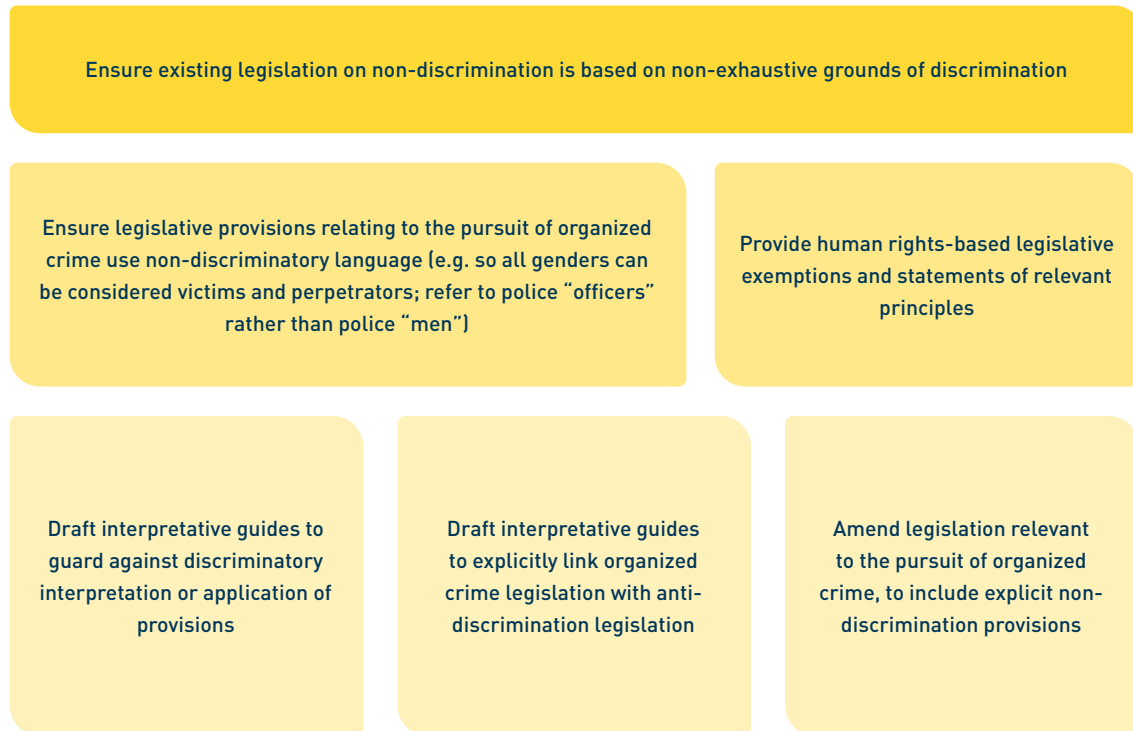 Ensure existing legislation on non-discrimination is based on non-exhaustive grounds of discrimination
Ensure legislative provisions relating to the pursuit of organized
crime use non-discriminatory language (e.g. so all genders can
be considered victims and perpetrators; refer to police “officers”
rather than police “men”)
Provide human rights-based legislative
exemptions and statements of relevant
principles
Draft interpretative guides to
guard against discriminatory
interpretation or application of
provisions
Draft interpretative guides
to explicitly link organized
crime legislation with anti-
discrimination legislation
Amend legislation relevant
to the pursuit of organized
crime, to include explicit non-
discrimination provisions